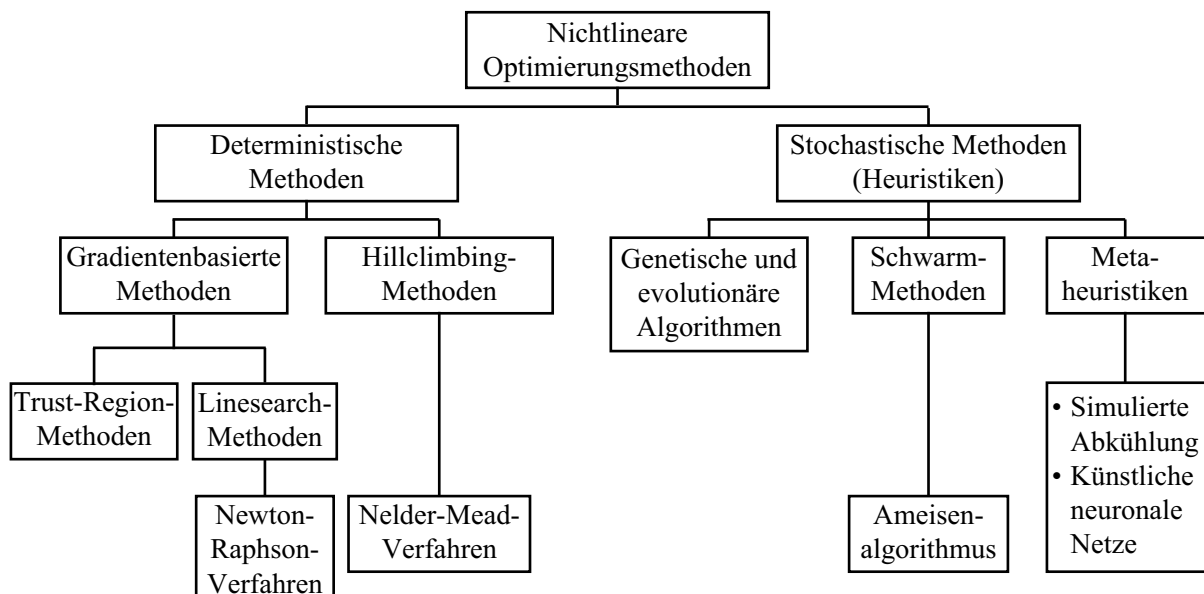 Nichtlineare
Optimierungsmethoden
Deterministische
Methoden
Stochastische Methoden
(Heuristiken)
Gradientenbasierte
Methoden
Hillclimbing-
Methoden
Genetische und
evolutionäre
Algorithmen
Schwarm-
Methoden
Meta-
heuristiken
Trust-Region-
Methoden
Linesearch-
Methoden
• Simulierte
Abkühlung
• Künstliche
neuronale
Netze
Newton-
Raphson-
Verfahren
Nelder-Mead-
Verfahren
Ameisen-
algorithmus